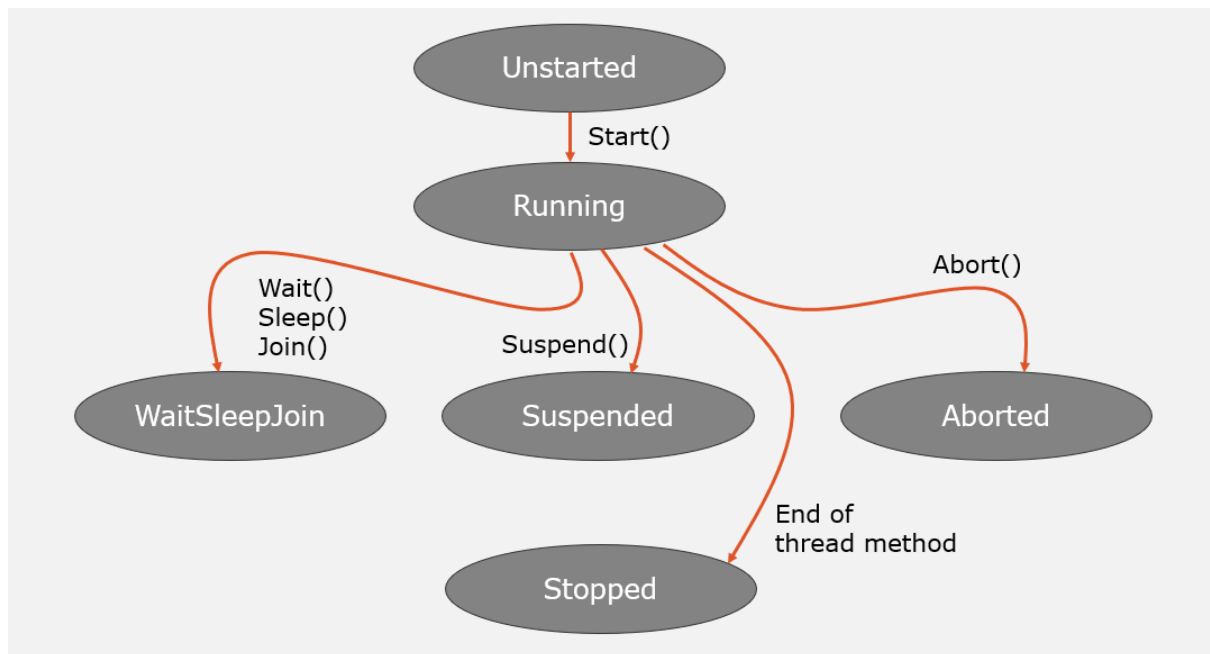 Unstarted
Start()
Running
Abort()
Wait()
Sleep()
Join()
Suspend()
WaitSleepJoin
Suspended
Aborted
End of
thread method
Stopped